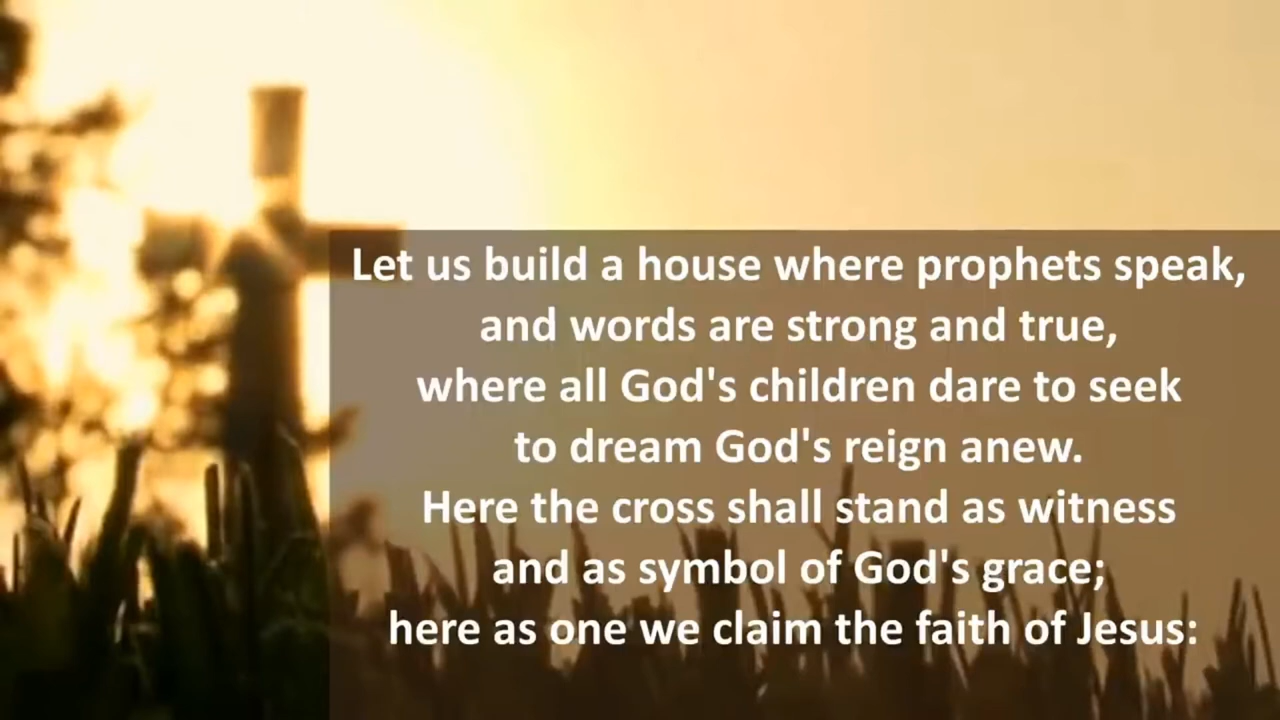 Let us build a house where prophets speak,
and words are strong and true,
where all God's children dare to seek
to dream God's reign anew.
Here the cross shall stand as witness
and as symbol of God's grace;
here as one we claim the faith of Jesus: